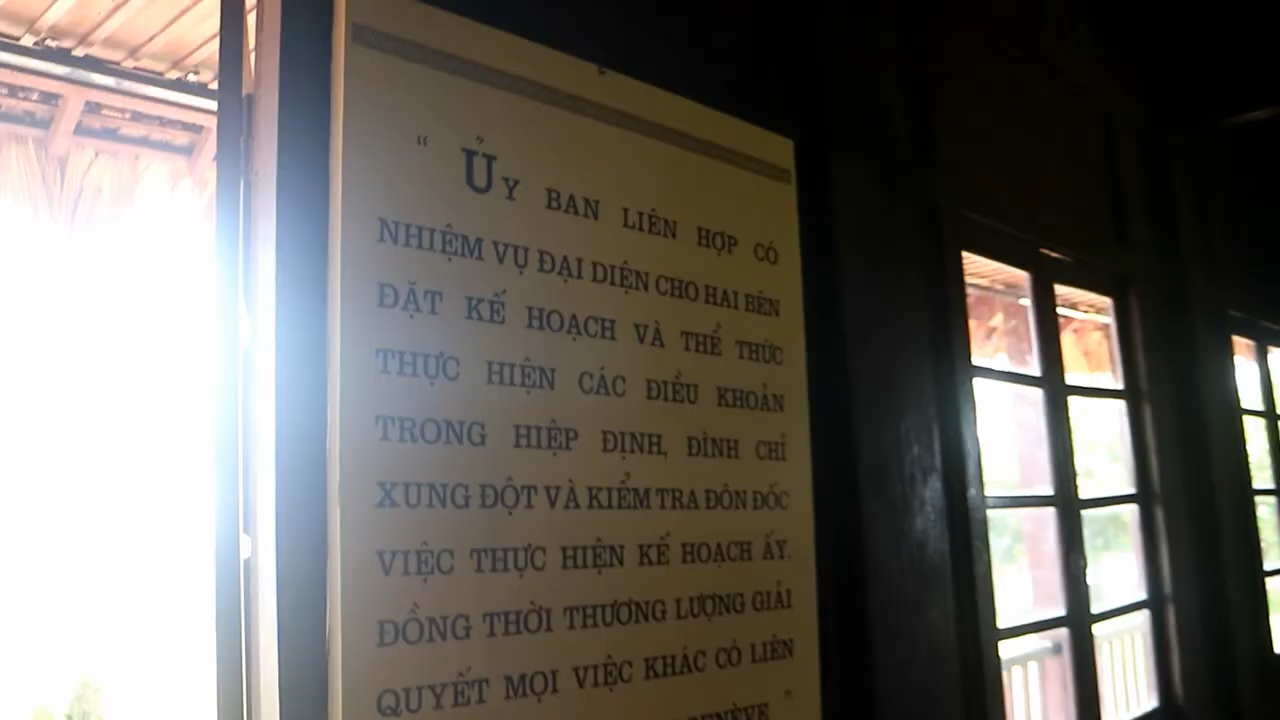 “ ỦY BAN LIÊN HỢP CÓ
NHIỆM VỤ ĐẠI DIỆN CHO HAI BÊN
ĐẶT KẾ HOẠCH VÀ THỂ THỨC
THỰC HIỆN CÁC ĐIỀU KHOẢN
TRONG HIỆP ĐỊNH, ĐÌNH CHỈ
XUNG ĐỘT VÀ KIỂM TRA ĐÔN ĐỐC
VIỆC THỰC HIỆN KẾ HOẠCH ẤY.
ĐỒNG THỜI THƯƠNG LƯỢNG GIẢI
QUYẾT MỌI VIỆC KHÁC CÓ LIÊN
”